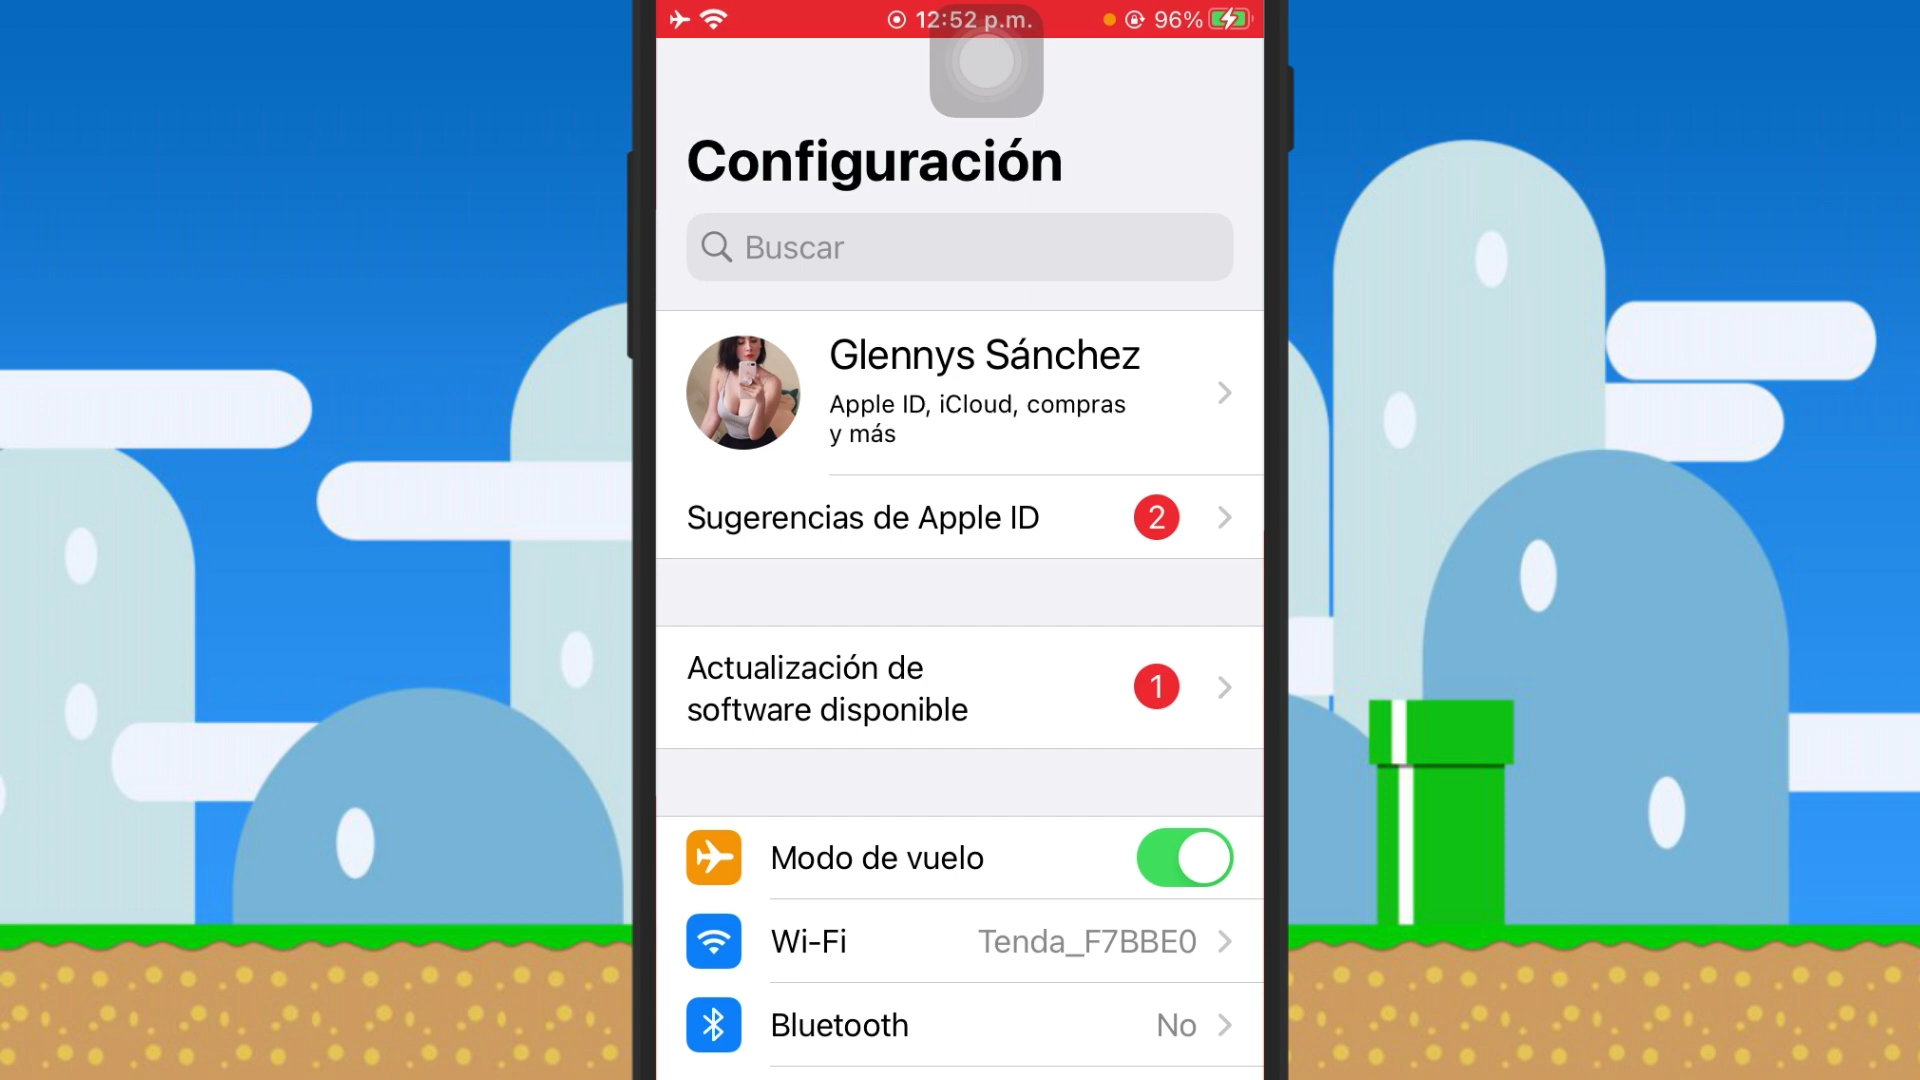 12:52 p.m.
96%
Configuración
Buscar
Glennys Sánchez
Apple ID, iCloud, compras
y más
Sugerencias de Apple ID
2
Actualización de
software disponible
1
Modo de vuelo
Wi-Fi
Tenda_F7BBE0
Bluetooth
No